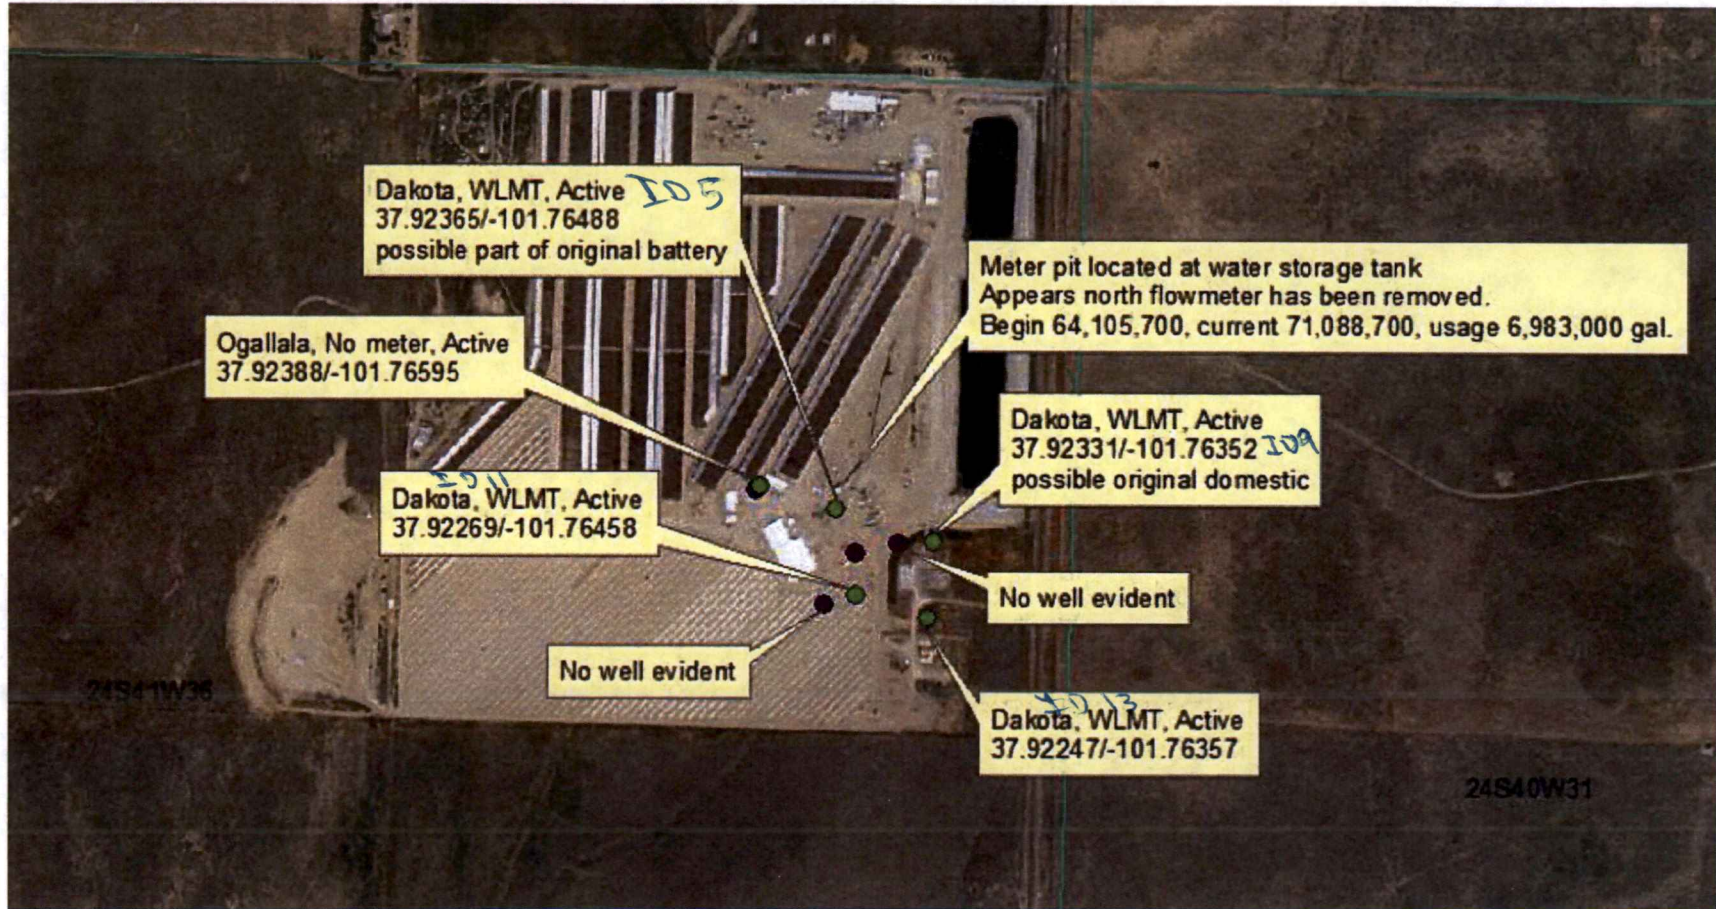 Dakota, WLMT, Active ID5
37.92365/-101.76488
possible part of original battery
Meter pit located at water storage tank
Appears north flowmeter has been removed.
Begin 64,105,700, current 71,088,700, usage 6,983,000 gal.
Ogallala, No meter, Active
37.92388/-101.76595
Dakota, WLMT, Active
37.92331/-101.76352 ID9
possible original domestic
ID 11
Dakota, WLMT, Active
37.92269/-101.76458
No well evident
No well evident
24S41W36
ID 13
Dakota, WLMT, Active
37.92247/-101.76357
24S40W31